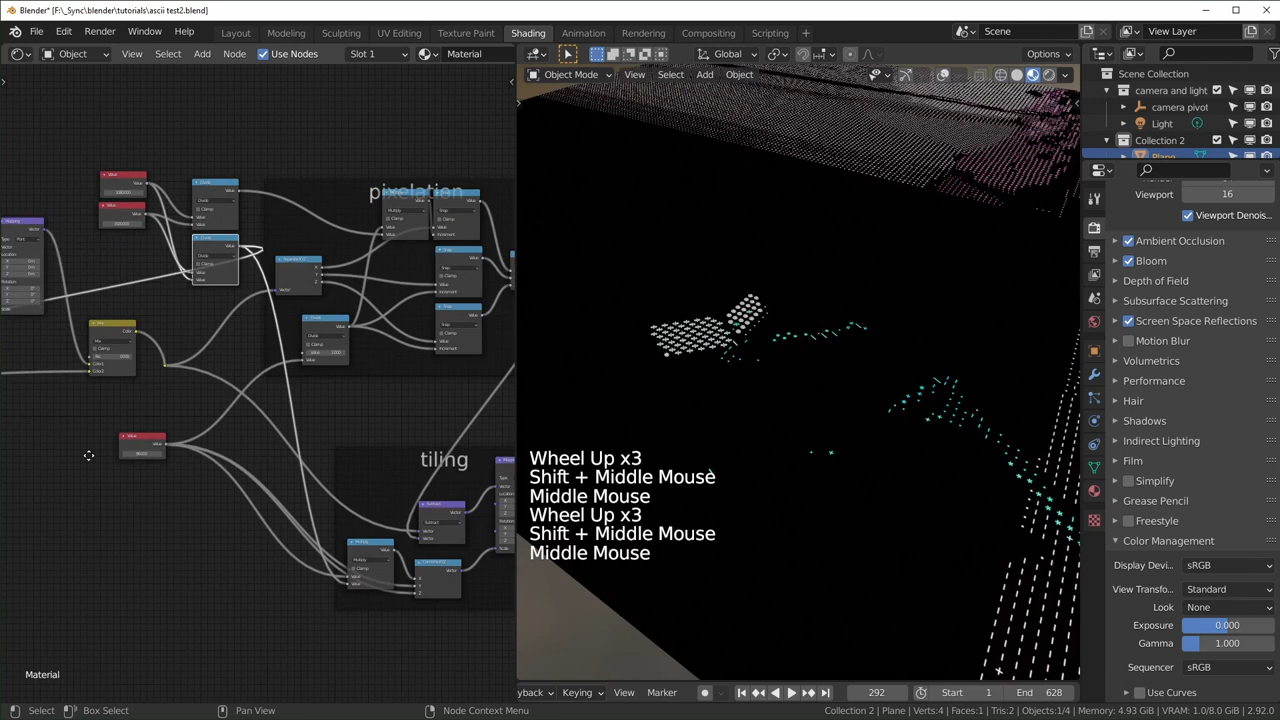 Blender* [F:\_Sync\blender\tutorials\ascii test2.blend]
File Edit Render Window Help Layout Modeling Sculpting UV Editing Texture Paint Shading Animation Rendering Compositing Scripting + Scene View Layer
Object View Select Add Node Use Nodes Slot 1 Material Global Options
Object Mode View Select Add Object
Scene Collection
camera and light
camera pivot
Light
Collection 2
Plane
Viewport 16
Viewport Denois..
Ambient Occlusion
Bloom
Depth of Field
Subsurface Scattering
Screen Space Reflections
Motion Blur
Volumetrics
Performance
Hair
Shadows
Indirect Lighting
Film
Simplify
Grease Pencil
Freestyle
Color Management
Display Devi.. sRGB
View Transfo.. Standard
Look None
Exposure 0.000
Gamma 1.000
Sequencer sRGB
Use Curves
pixelation
tiling
Wheel Up x3
Shift + Middle Mouse
Middle Mouse
Wheel Up x3
Shift + Middle Mouse
Middle Mouse
Material
yback Keying View Marker 292 Start 1 End 628
Select Box Select Pan View Node Context Menu Collection 2 | Plane | Verts:4 | Faces:1 | Tris:2 | Objects:1/4 | Memory: 4.93 GiB | VRAM: 1.0/8.0 GiB | 2.92.0